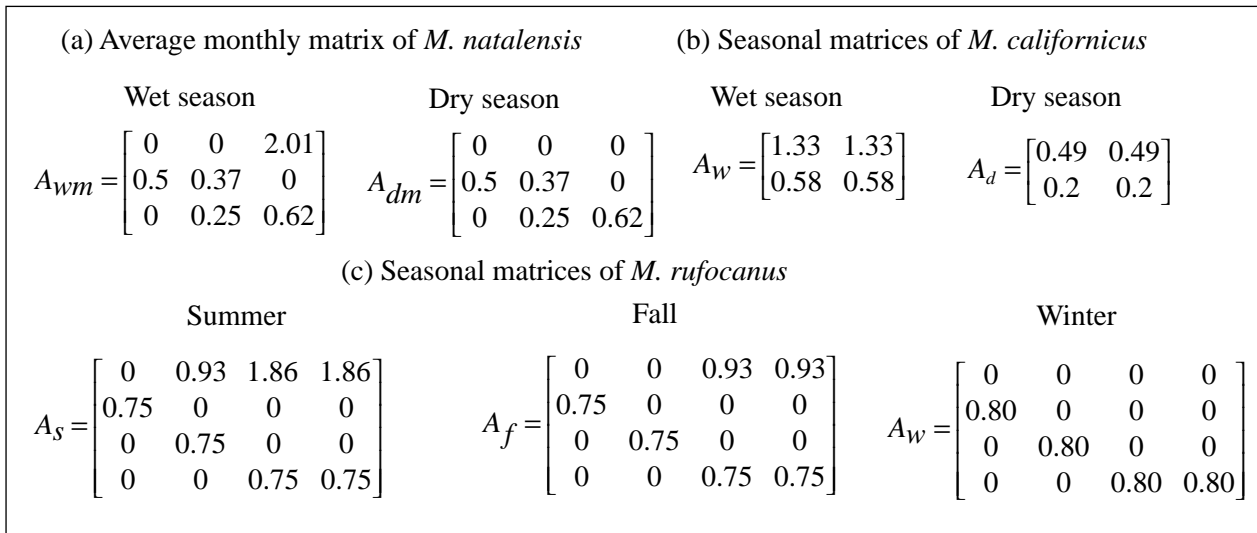 (a) Average monthly matrix of M. natalensis (b) Seasonal matrices of M. californicus
Wet season Dry season Wet season Dry season
A_wm = [0 0 2.01; 0.5 0.37 0; 0 0.25 0.62] A_dm = [0 0 0; 0.5 0.37 0; 0 0.25 0.62] A_w = [1.33 1.33; 0.58 0.58] A_d = [0.49 0.49; 0.2 0.2]
(c) Seasonal matrices of M. rufocanus
Summer Fall Winter
A_s = [0 0.93 1.86 1.86; 0.75 0 0 0; 0 0.75 0 0; 0 0 0.75 0.75] A_f = [0 0 0.93 0.93; 0.75 0 0 0; 0 0.75 0 0; 0 0 0.75 0.75] A_w = [0 0 0 0; 0.80 0 0 0; 0 0.80 0 0; 0 0 0.80 0.80]